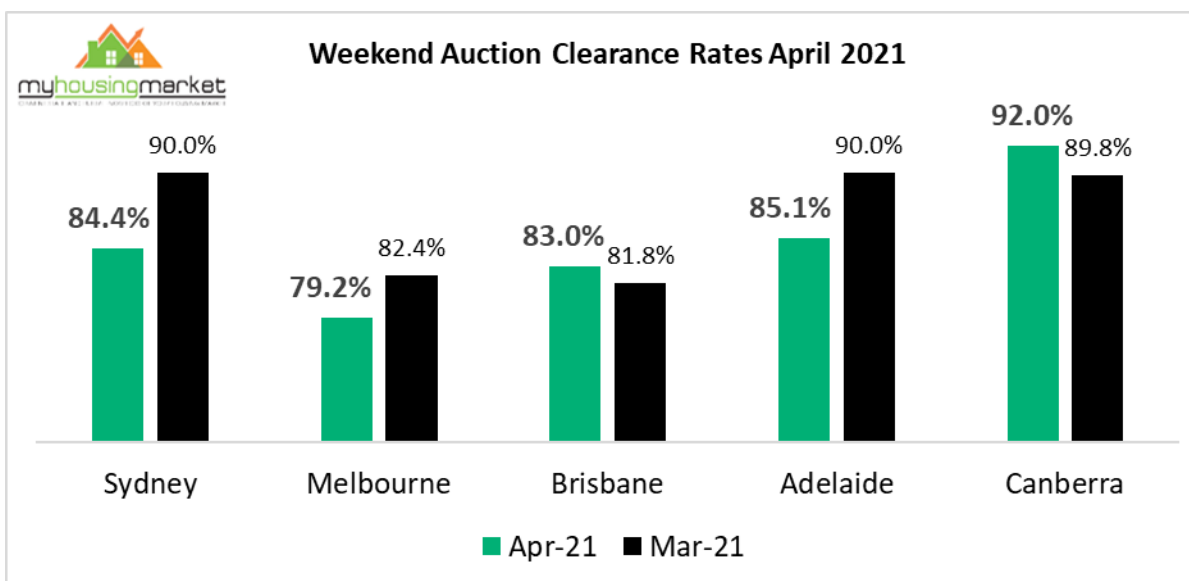 Weekend Auction Clearance Rates April 2021
myhousingmarket
84.4%
90.0%
79.2%
82.4%
83.0%
81.8%
85.1%
90.0%
92.0%
89.8%
Sydney
Melbourne
Brisbane
Adelaide
Canberra
Apr-21
Mar-21